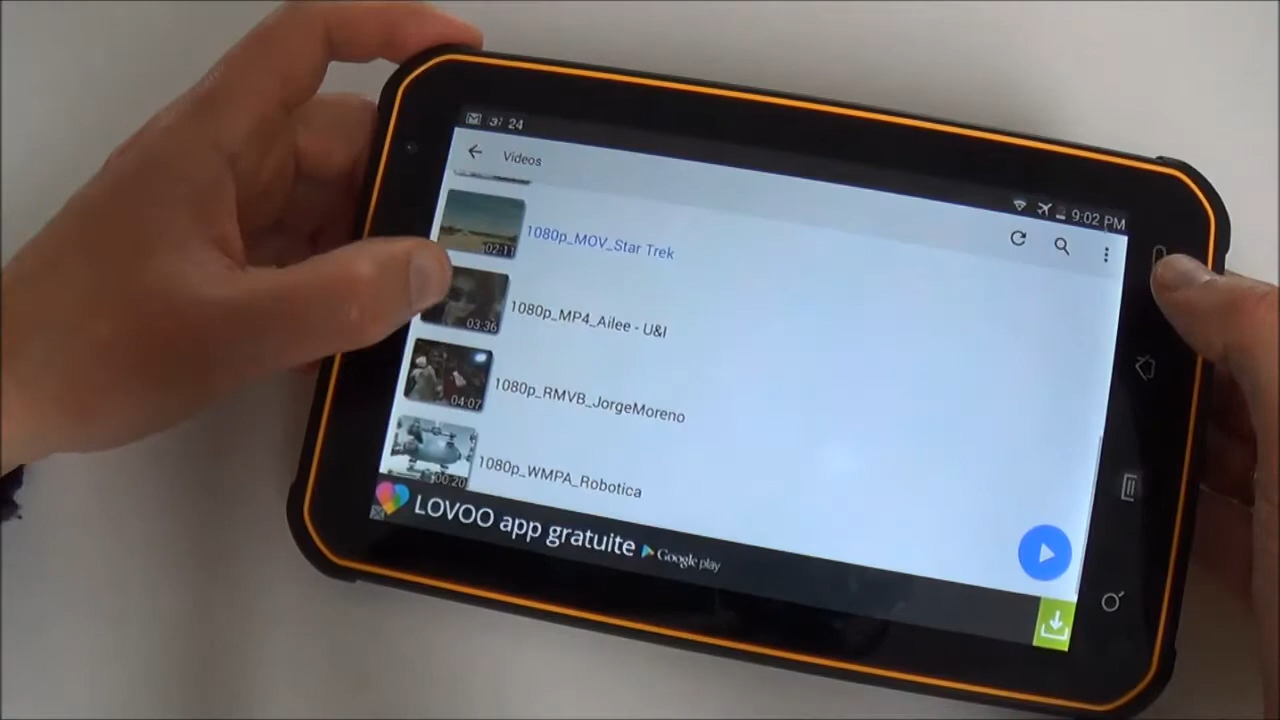 24
9:02 PM
Videos
02:11
1080p_MOV_Star Trek
03:36
1080p_MP4_Ailee - U&I
04:07
1080p_RMVB_JorgeMoreno
00:20
1080p_WMPA_Robotica
LOVOO app gratuite Google play